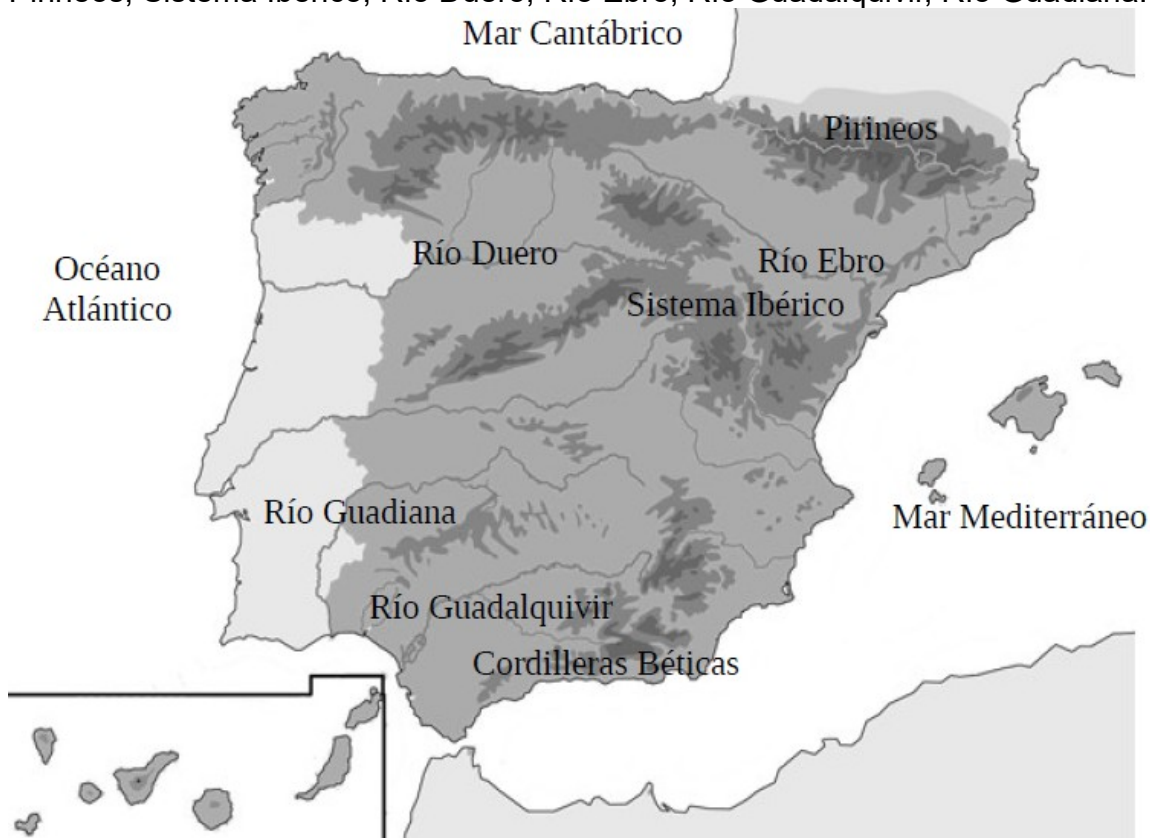 Pirineos, Sistema Ibérico, Río Duero, Río Ebro, Río Guadalquivir, Río Guadiana.
Mar Cantábrico
Pirineos
Río Duero
Río Ebro
Océano
Atlántico
Sistema Ibérico
Río Guadiana
Mar Mediterráneo
Río Guadalquivir
Cordilleras Béticas